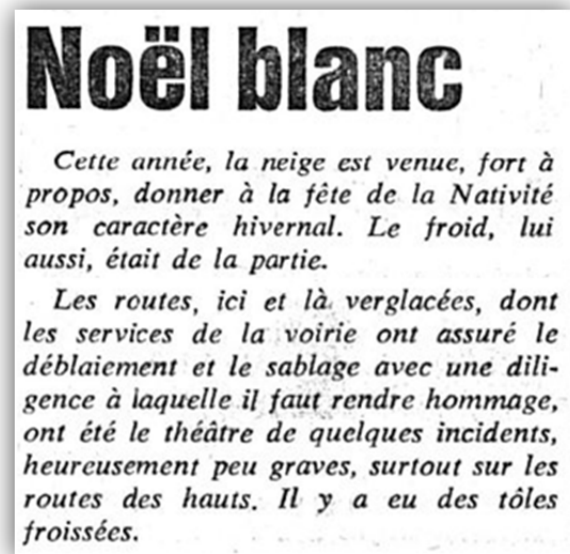 Noël blanc
Cette année, la neige est venue, fort à
propos, donner à la fête de la Nativité
son caractère hivernal. Le froid, lui
aussi, était de la partie.
Les routes, ici et là verglacées, dont
les services de la voirie ont assuré le
déblaiement et le sablage avec une dili-
gence à laquelle il faut rendre hommage,
ont été le théâtre de quelques incidents,
heureusement peu graves, surtout sur les
routes des hauts. Il y a eu des tôles
froissées.